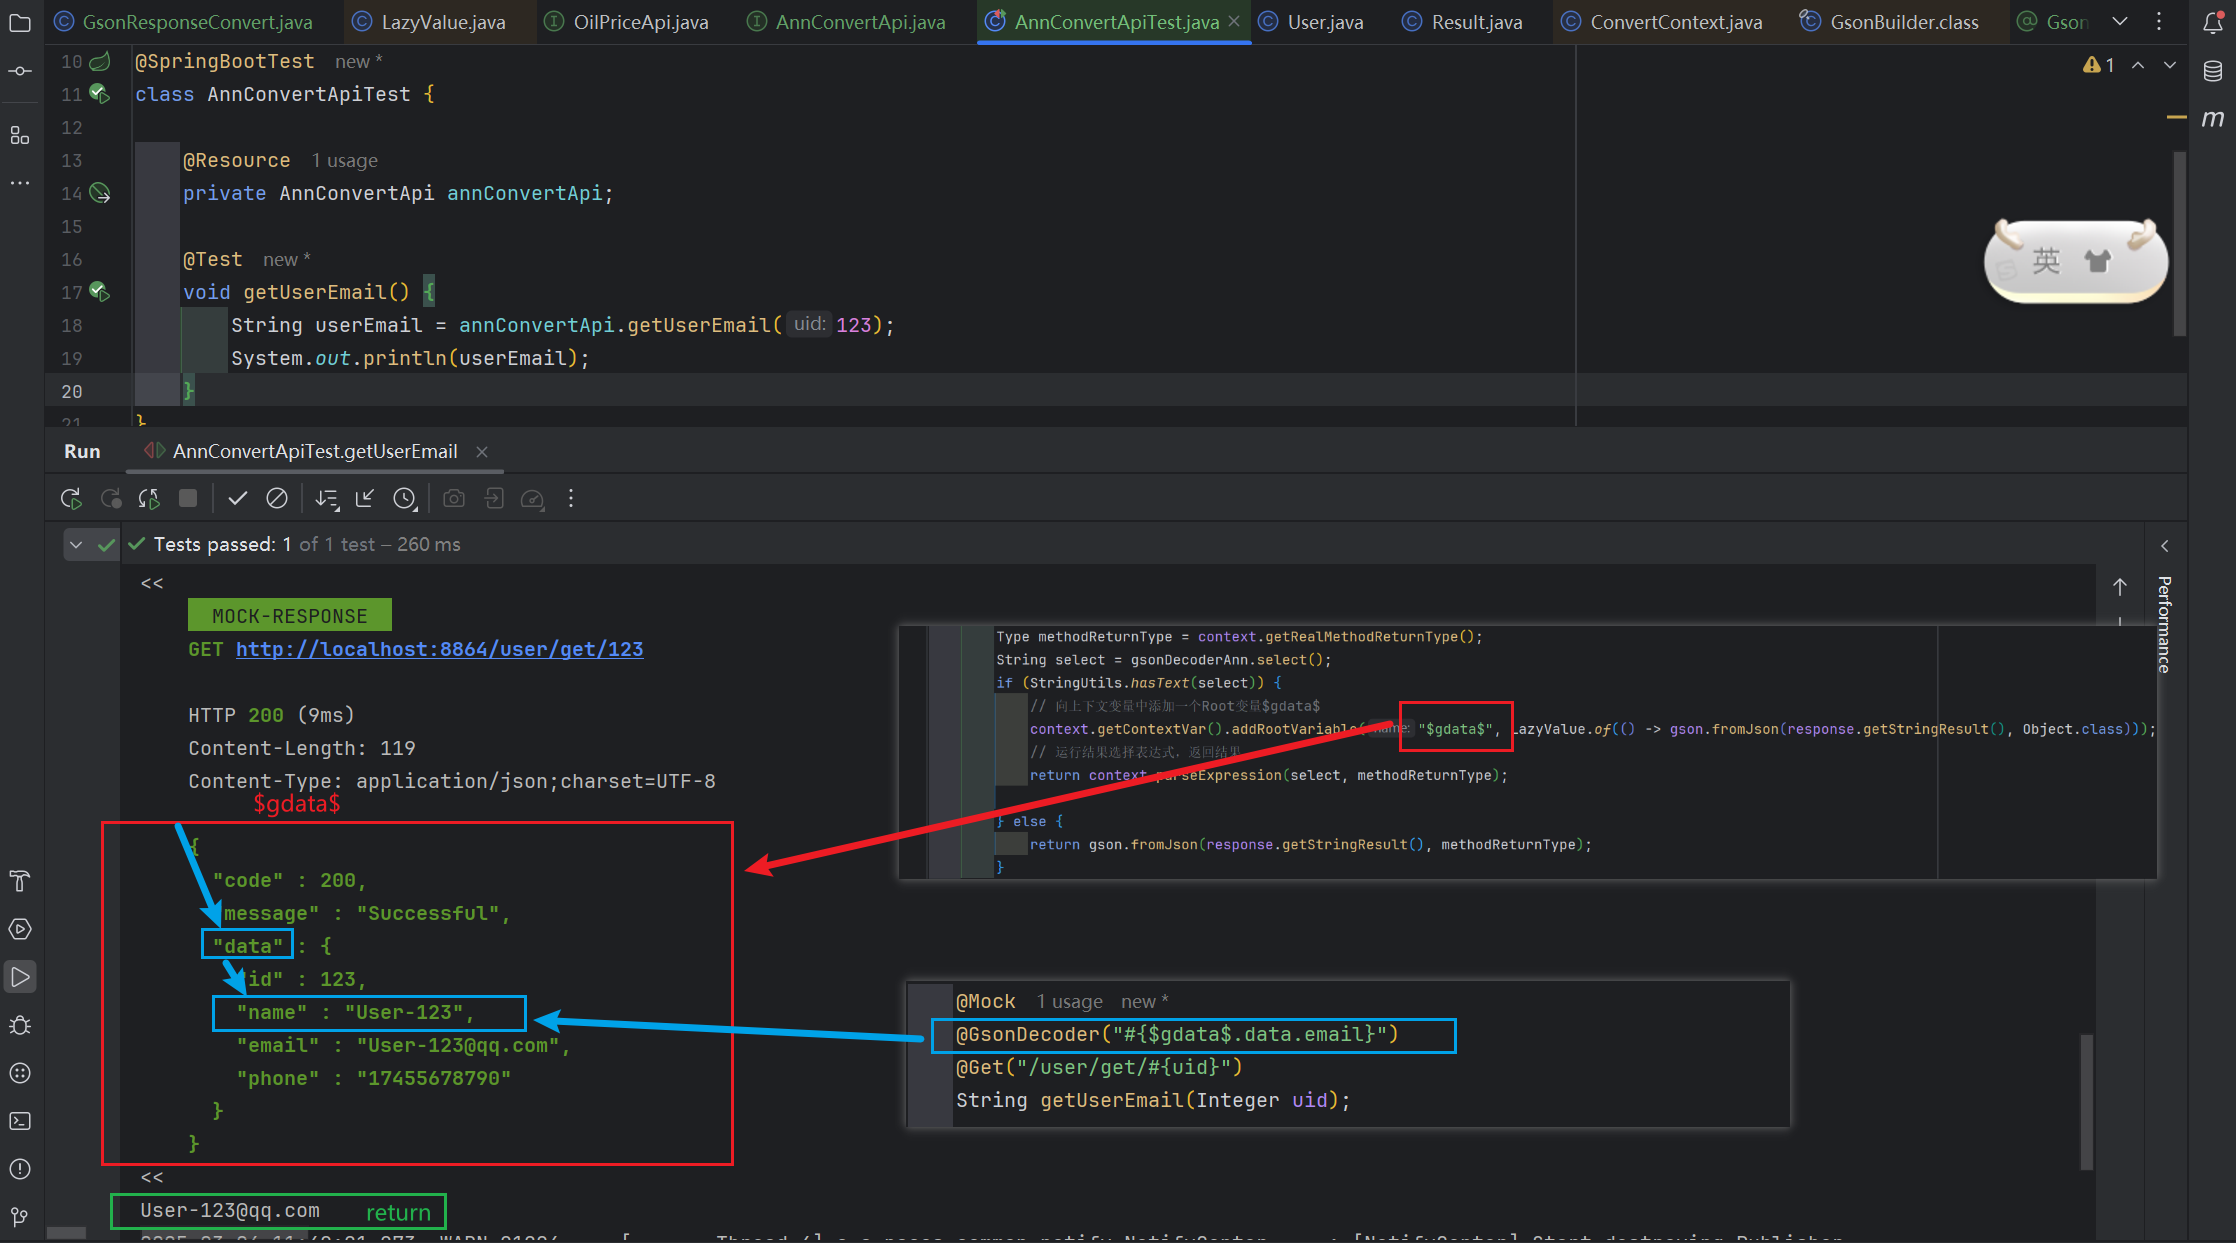 GsonResponseConvert.java LazyValue.java OilPriceApi.java AnnConvertApi.java AnnConvertApiTest.java User.java Result.java ConvertContext.java GsonBuilder.class Gson
10 @SpringBootTest new *
11 class AnnConvertApiTest {
12
13 @Resource 1 usage
14 private AnnConvertApi annConvertApi;
15
16 @Test new *
17 void getUserEmail() {
18 String userEmail = annConvertApi.getUserEmail( uid: 123);
19 System.out.println(userEmail);
20 }
21 }
1
m
英
Run AnnConvertApiTest.getUserEmail
Tests passed: 1 of 1 test – 260 ms
Performance
<<
MOCK-RESPONSE
GET http://localhost:8864/user/get/123
HTTP 200 (9ms)
Content-Length: 119
Content-Type: application/json;charset=UTF-8
$gdata$
{
"code" : 200,
"message" : "Successful",
"data" : {
"id" : 123,
"name" : "User-123",
"email" : "User-123@qq.com",
"phone" : "17455678790"
}
}
<<
User-123@qq.com return
Type methodReturnType = context.getRealMethodReturnType();
String select = gsonDecoderAnn.select();
if (StringUtils.hasText(select)) {
// 向上下文变量中添加一个Root变量$gdata$
context.getContextVar().addRootVariable( name: "$gdata$", LazyValue.of(() -> gson.fromJson(response.getStringResult(), Object.class)));
// 运行结果选择表达式，返回结果
return context.parseExpression(select, methodReturnType);
} else {
return gson.fromJson(response.getStringResult(), methodReturnType);
}
@Mock 1 usage new *
@GsonDecoder("#{$gdata$.data.email}")
@Get("/user/get/#{uid}")
String getUserEmail(Integer uid);